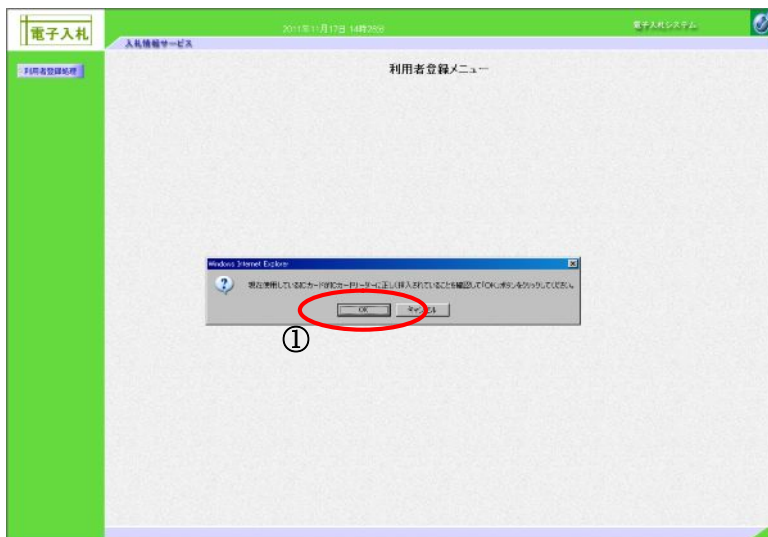 電子入札
2011年11月17日 14時26分
電子入札システム
入札情報サービス
利用者登録処理
利用者登録メニュー
Windows Internet Explorer
現在使用しているICカードがICカードリーダーに正しく挿入されていることを確認して「OK」ボタンをクリックしてください。
OK
キャンセル
①